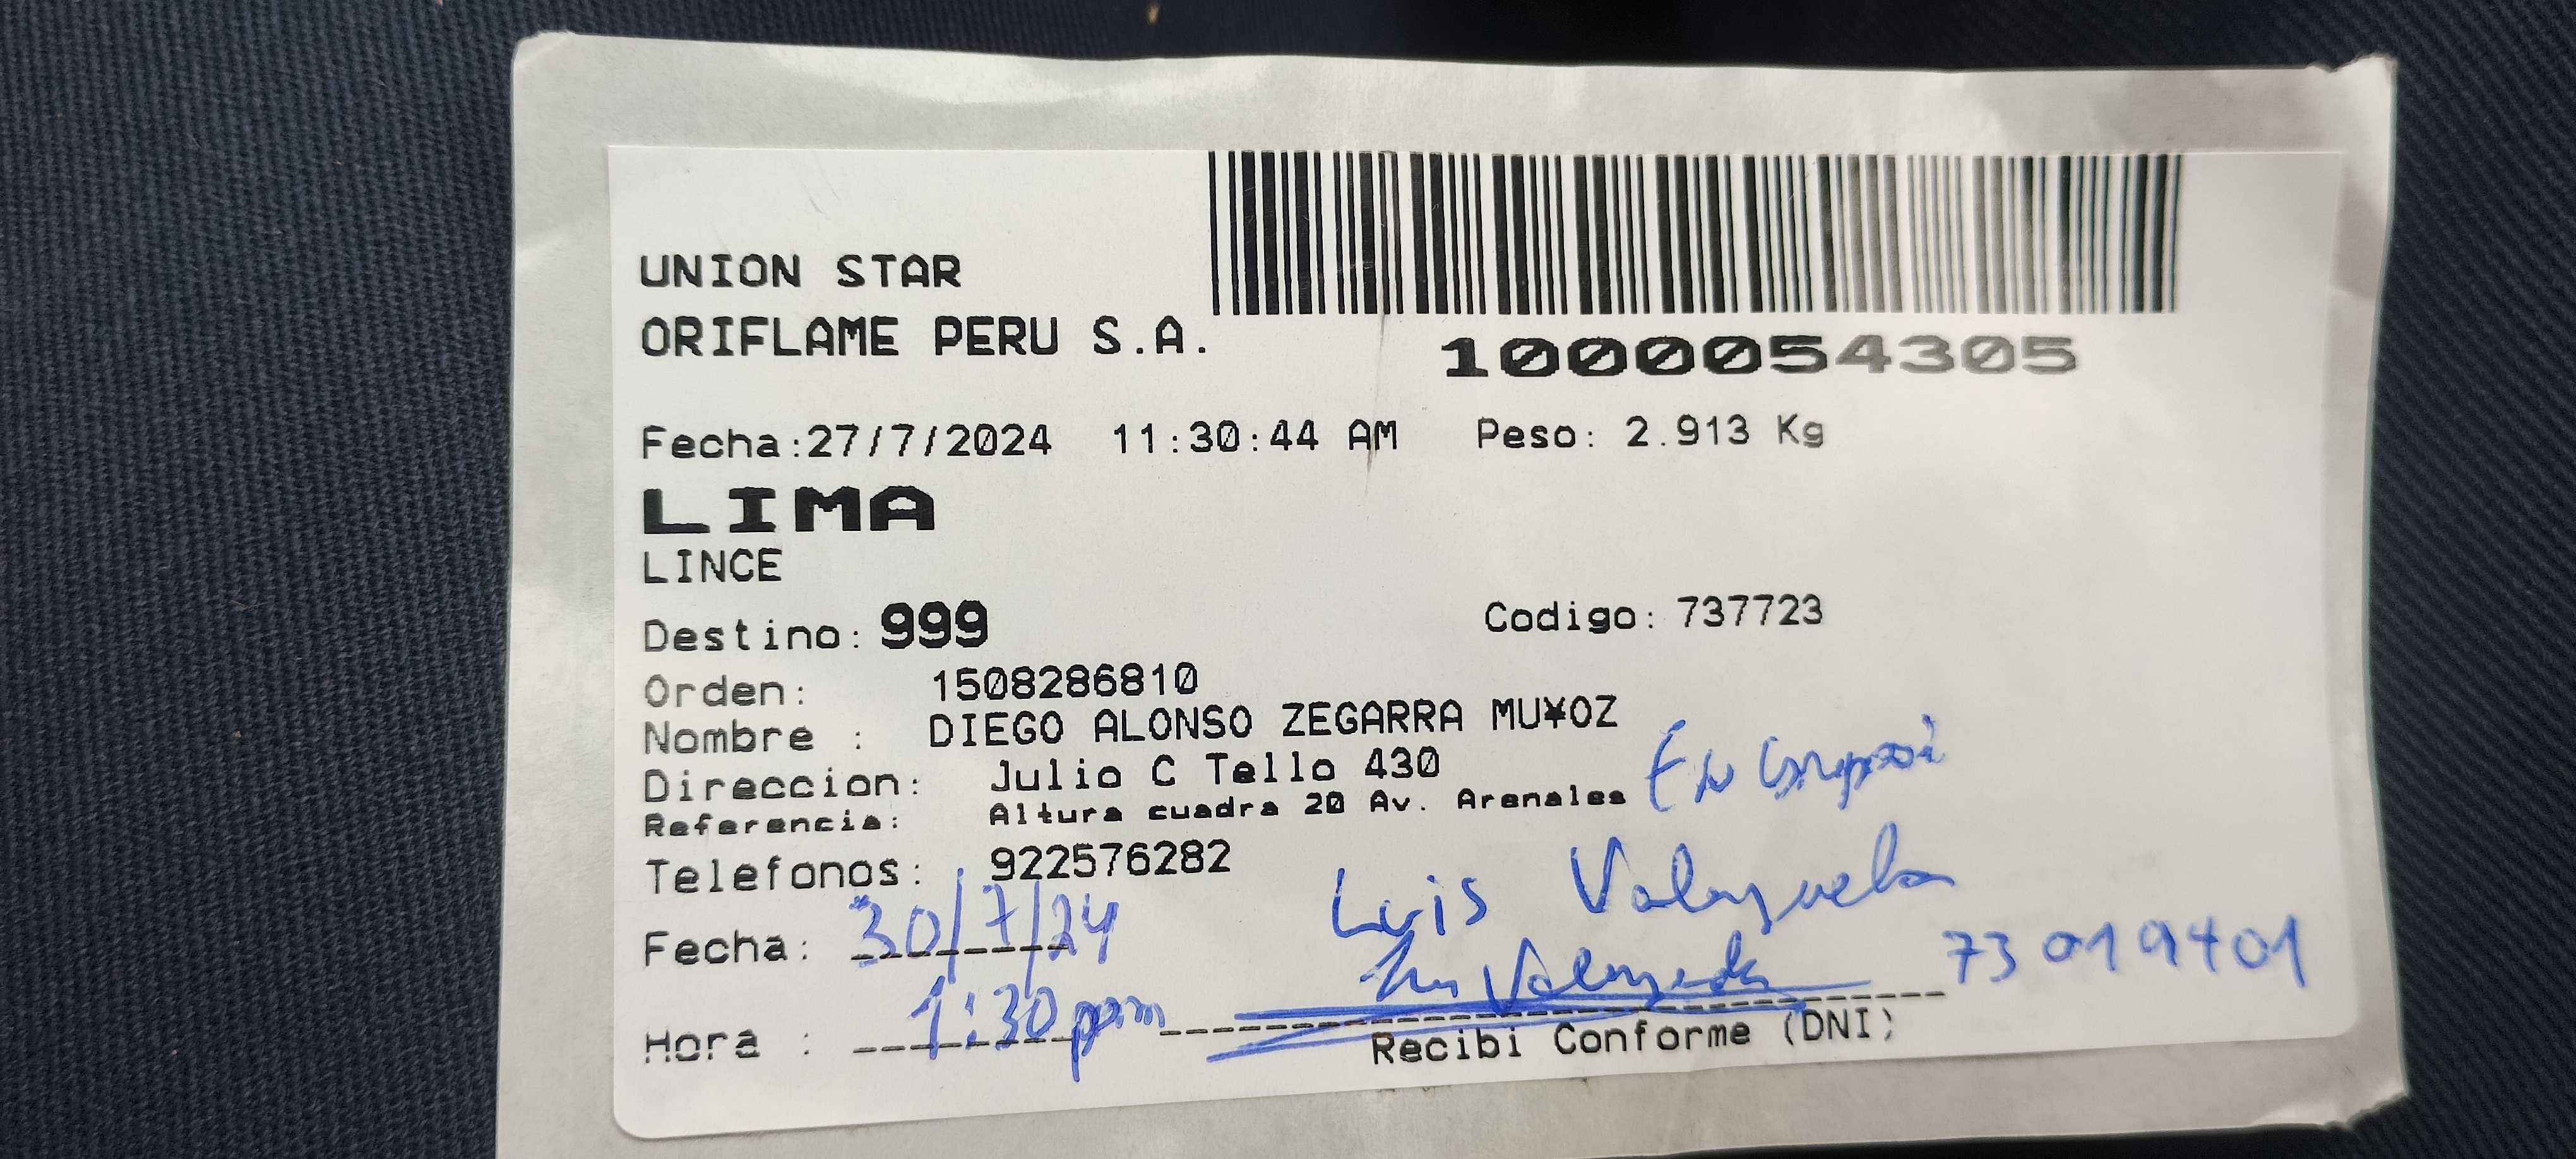 UNION STAR
ORIFLAME PERU S.A.
1000054305
Fecha:27/7/2024 11:30:44 AM Peso: 2.913 Kg
LIMA
LINCE
Destino: 999 Codigo: 737723
Orden: 1508286810
Nombre : DIEGO ALONSO ZEGARRA MU¥OZ
Direccion: Julio C Tello 430
Referencia: Altura cuadra 20 Av. Arenales
Telefonos: 922576282
Luis Valenzuela
Fecha: 30/7/24
73019401
Hora : 1:30 pm
Recibi Conforme (DNI)